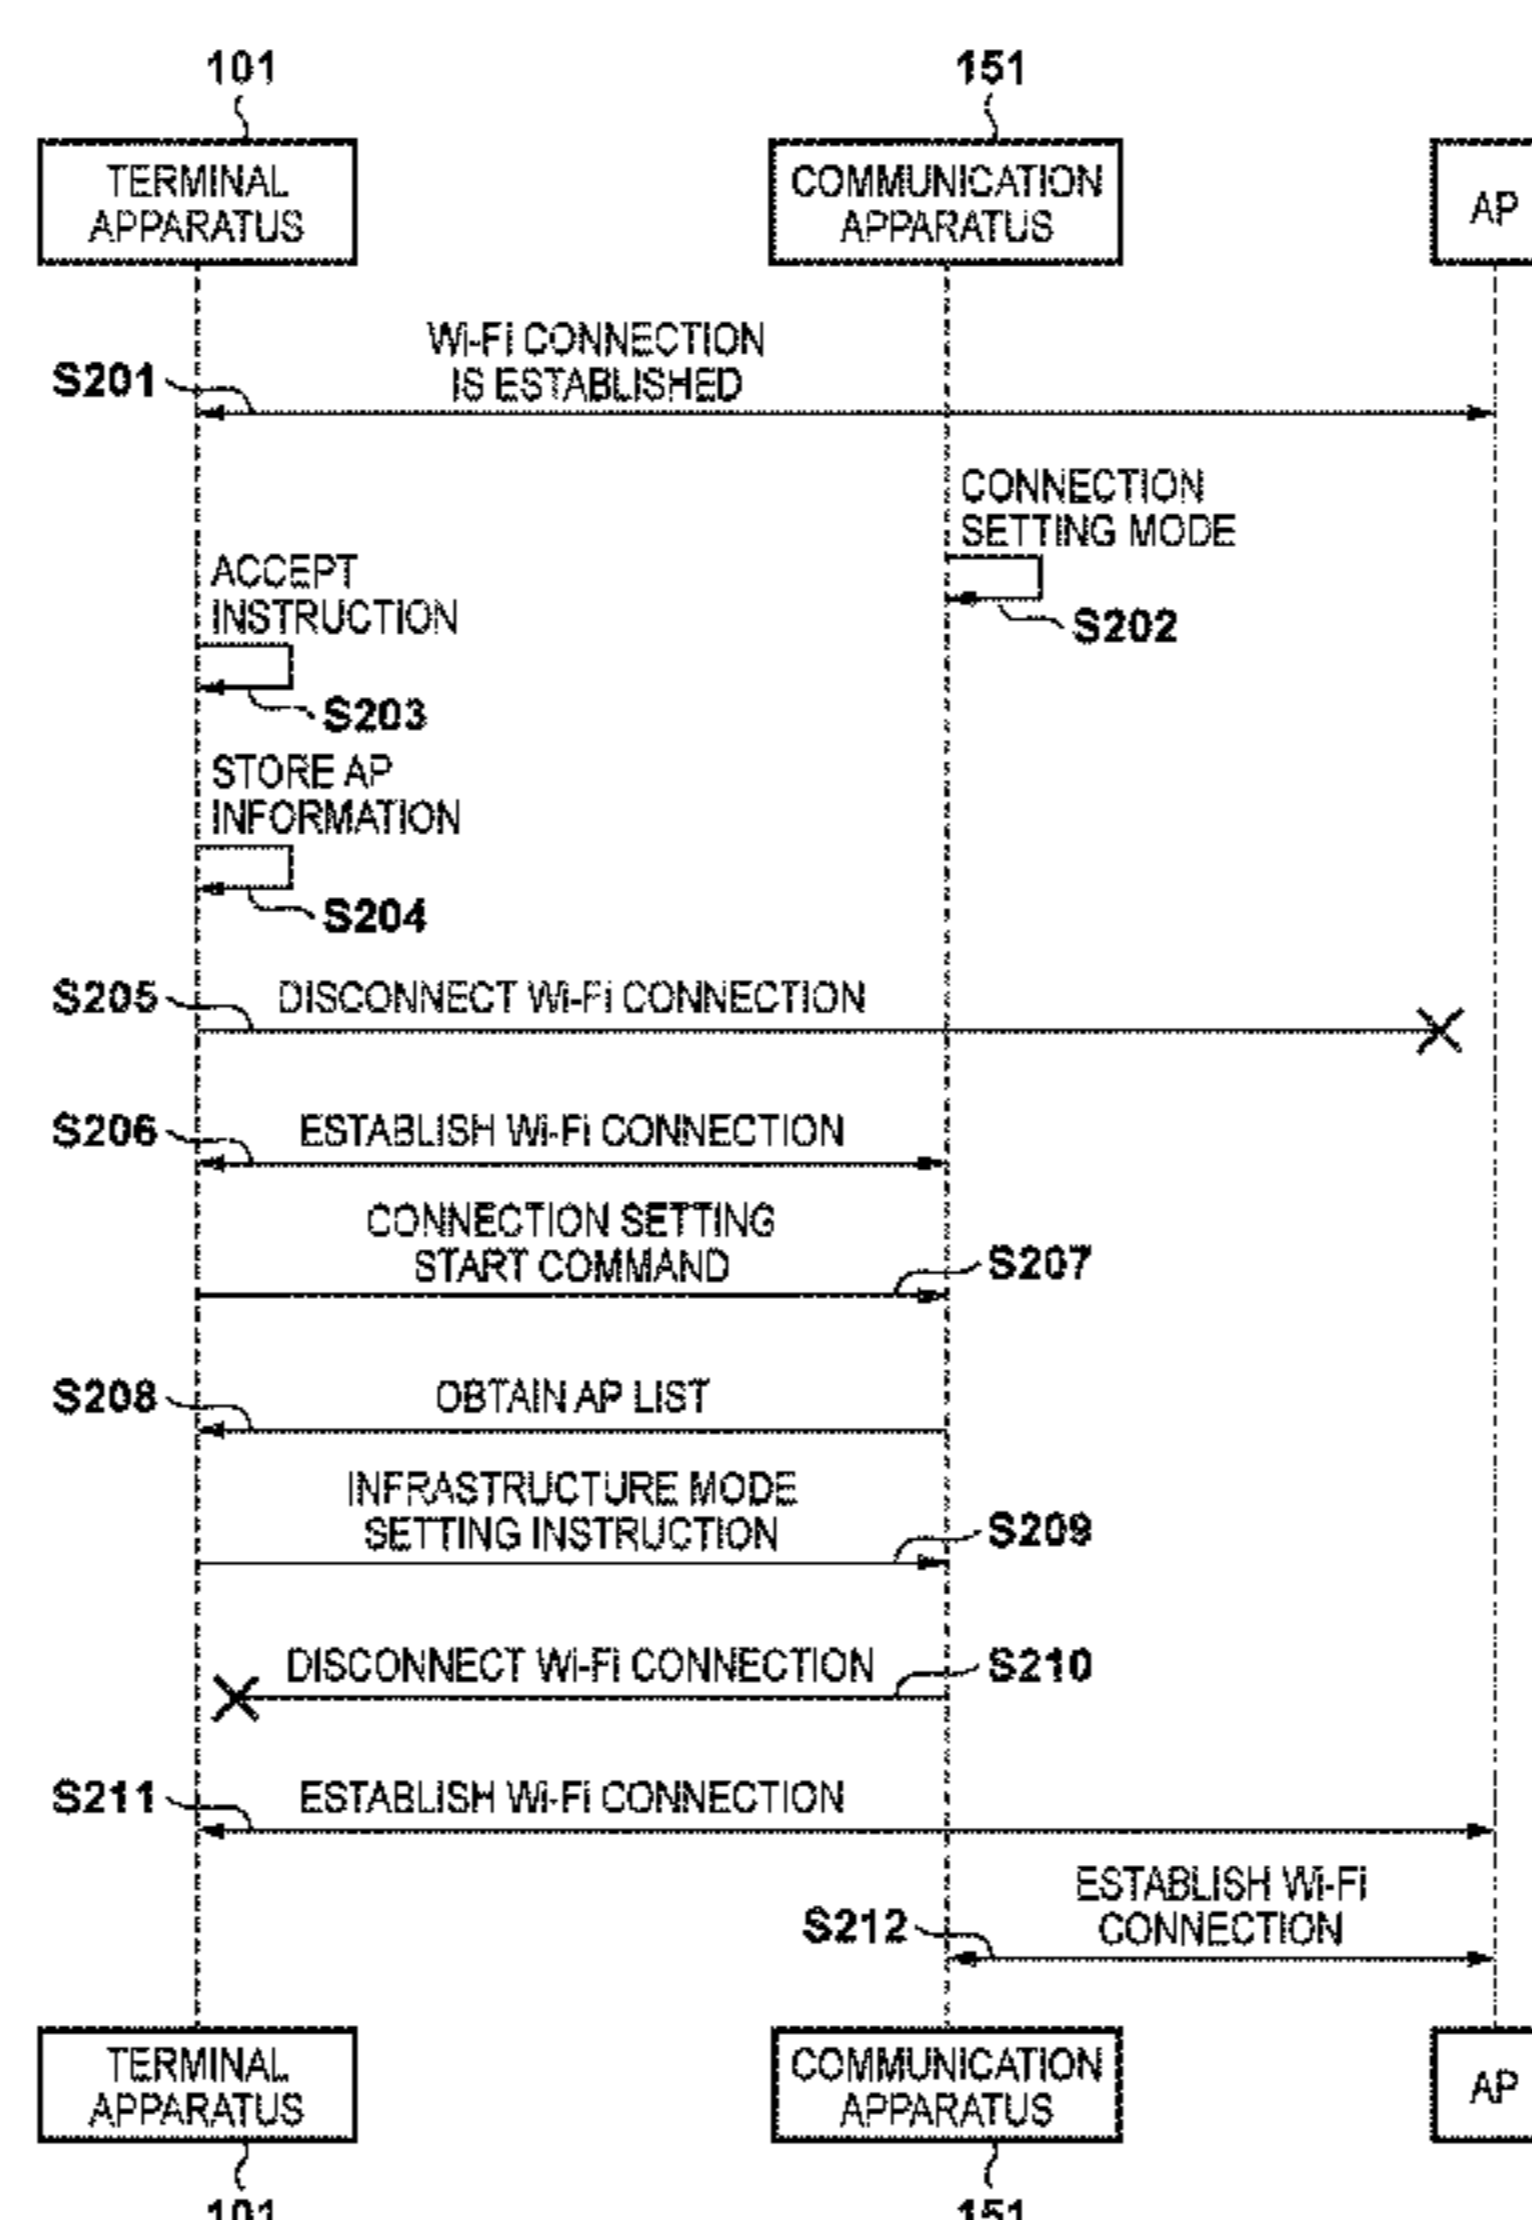 101
151
TERMINAL
APPARATUS
COMMUNICATION
APPARATUS
AP
Wi-Fi CONNECTION
IS ESTABLISHED
S201
CONNECTION
SETTING MODE
S202
ACCEPT
INSTRUCTION
S203
STORE AP
INFORMATION
S204
S205
DISCONNECT Wi-Fi CONNECTION
S206
ESTABLISH Wi-Fi CONNECTION
CONNECTION SETTING
START COMMAND
S207
S208
OBTAIN AP LIST
INFRASTRUCTURE MODE
SETTING INSTRUCTION
S209
DISCONNECT Wi-Fi CONNECTION
S210
S211
ESTABLISH Wi-Fi CONNECTION
ESTABLISH Wi-Fi
CONNECTION
S212
TERMINAL
APPARATUS
COMMUNICATION
APPARATUS
AP
101
151